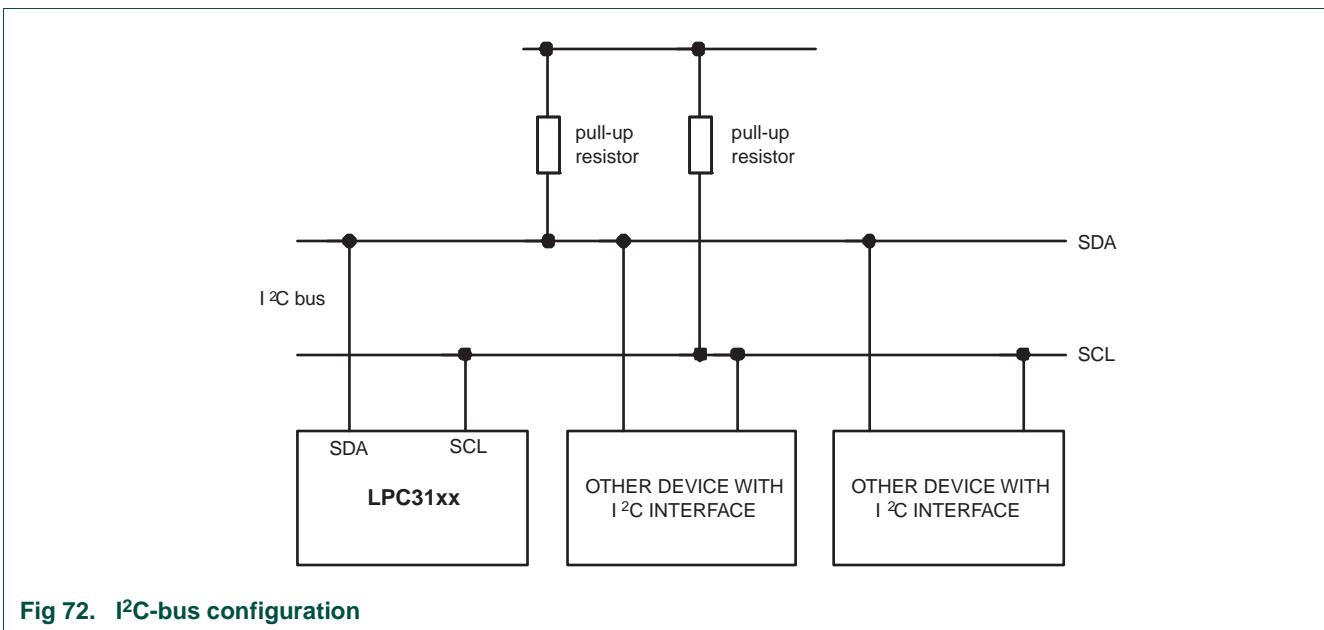 pull-up
resistor
pull-up
resistor
SDA
I ²C bus
SCL
SDA
SCL
LPC31xx
OTHER DEVICE WITH
I ²C INTERFACE
OTHER DEVICE WITH
I ²C INTERFACE
Fig 72. I²C-bus configuration